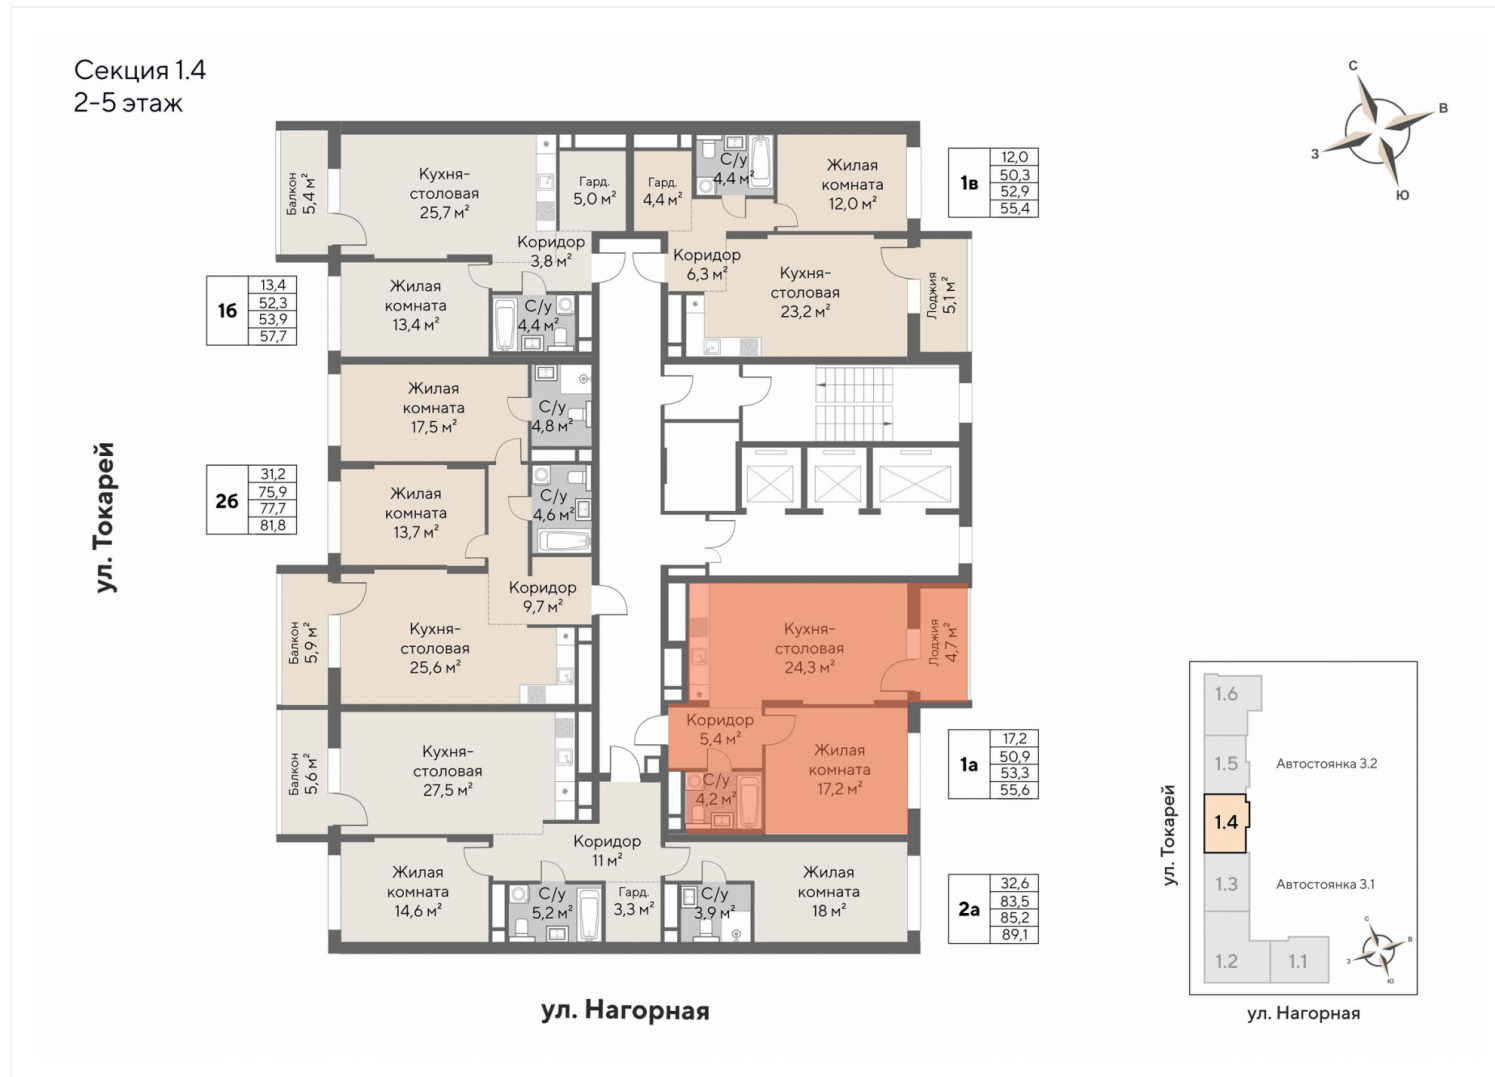 Секция 1.4
2-5 этаж
С
В
З
Ю
Балкон
5,4 м²
Кухня-
столовая
25,7 м²
Гард.
5,0 м²
Гард.
4,4 м²
С/у
4,4 м²
Жилая
комната
12,0 м²
1в
12,0
50,3
52,9
55,4
Коридор
3,8 м²
Коридор
6,3 м²
Кухня-
столовая
23,2 м²
Лоджия
5,1 м²
1б
13,4
52,3
53,9
57,7
Жилая
комната
13,4 м²
С/у
4,4 м²
Жилая
комната
17,5 м²
С/у
4,8 м²
ул. Токарей
2б
31,2
75,9
77,7
81,8
Жилая
комната
13,7 м²
С/у
4,6 м²
Коридор
9,7 м²
Балкон
5,9 м²
Кухня-
столовая
25,6 м²
Кухня-
столовая
24,3 м²
Лоджия
4,7 м²
Коридор
5,4 м²
Жилая
комната
17,2 м²
С/у
4,2 м²
1а
17,2
50,9
53,3
55,6
Балкон
5,6 м²
Кухня-
столовая
27,5 м²
Коридор
11 м²
Жилая
комната
14,6 м²
С/у
5,2 м²
Гард.
3,3 м²
С/у
3,9 м²
Жилая
комната
18 м²
2а
32,6
83,5
85,2
89,1
ул. Нагорная
1.6
1.5
Автостоянка 3.2
1.4
ул. Токарей
1.3
Автостоянка 3.1
1.2
1.1
С
В
З
Ю
ул. Нагорная